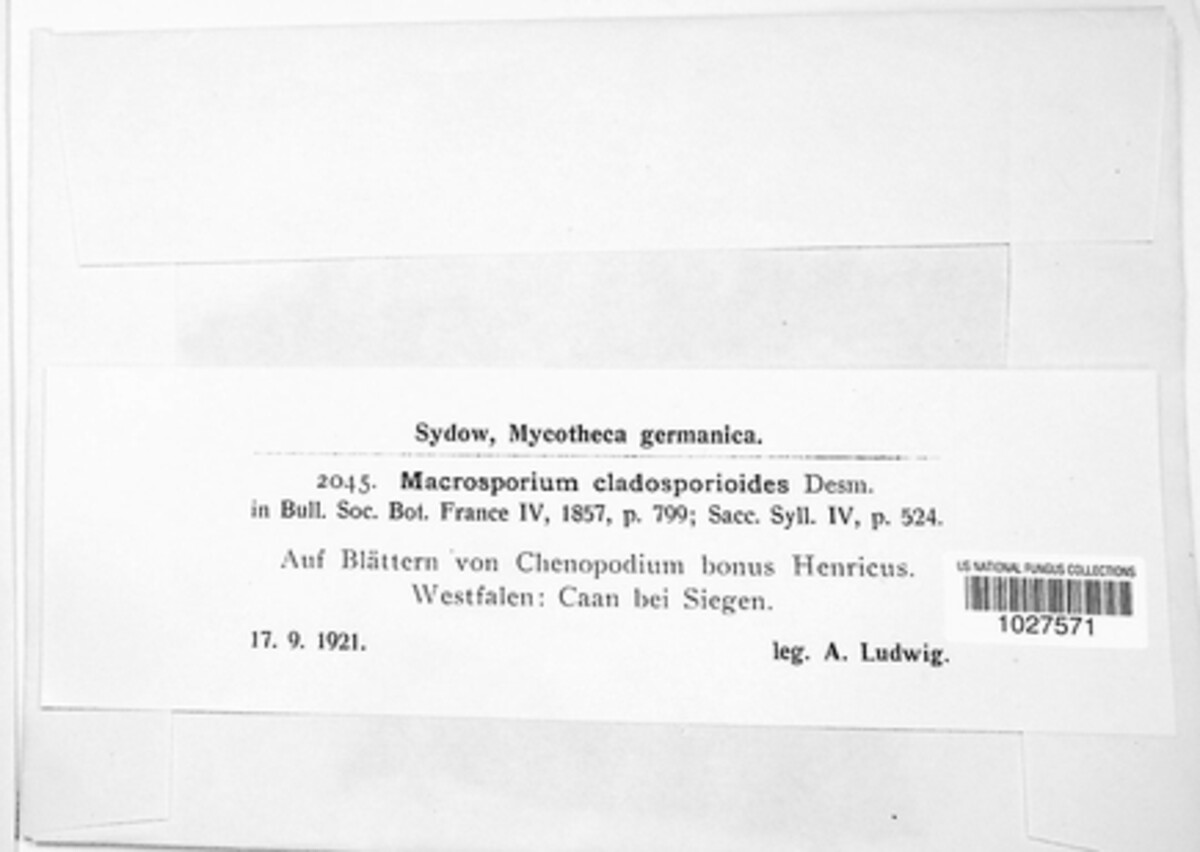 Sydow, Mycotheca germanica.
2045. Macrosporium cladosporioides Desm.
in Bull. Soc. Bot. France IV, 1857, p. 799; Sacc. Syll. IV, p. 524.
Auf Blättern von Chenopodium bonus Henricus.
Westfalen: Caan bei Siegen.
17. 9. 1921.
leg. A. Ludwig.
US NATIONAL FUNGUS COLLECTIONS
1027571